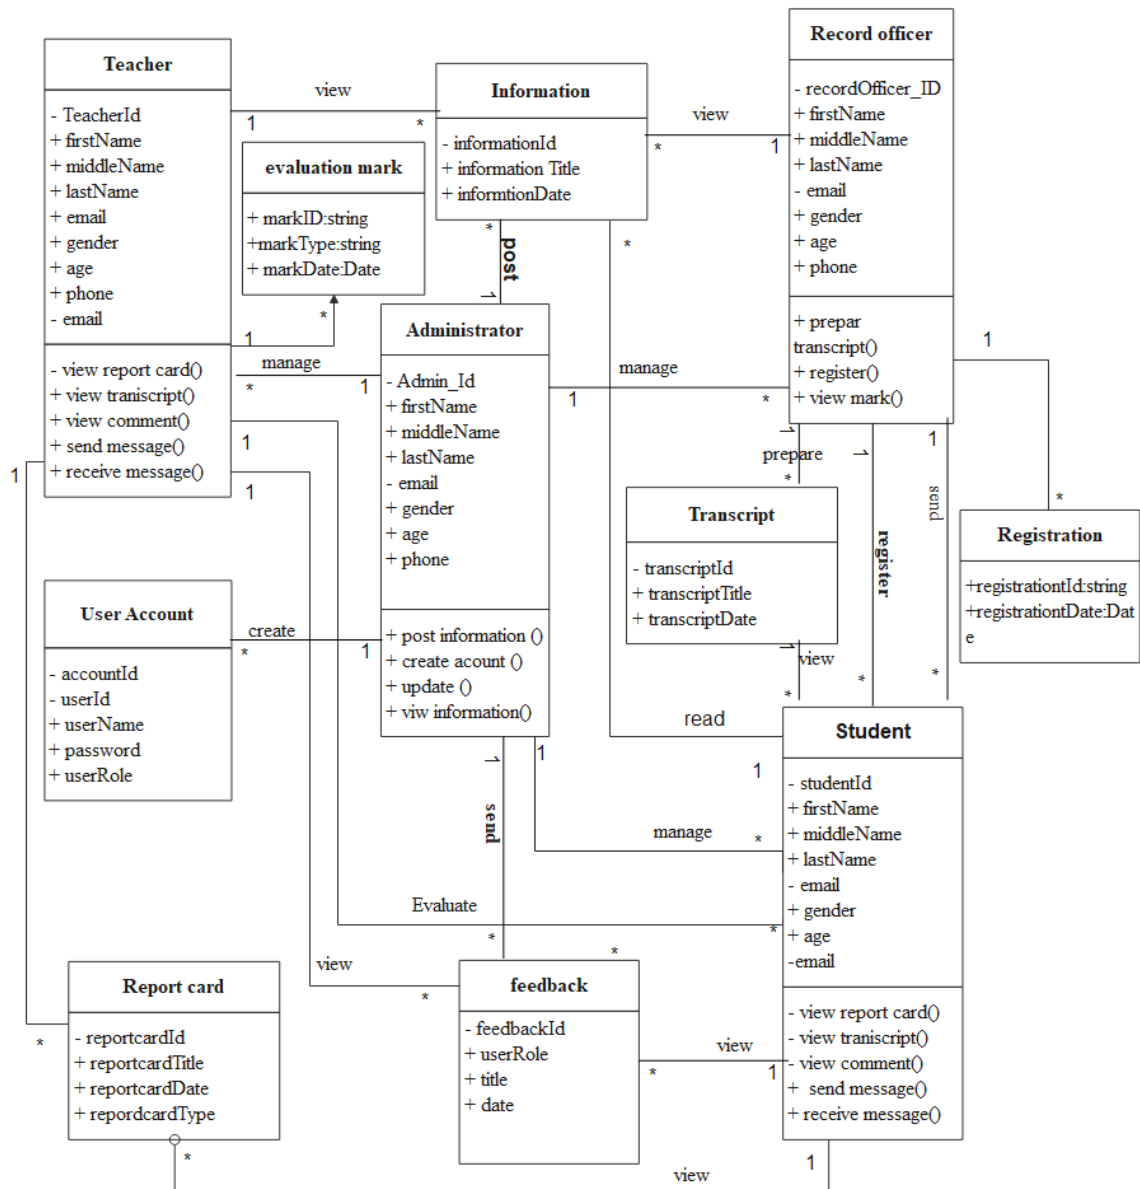 Teacher
- TeacherId
+ firstName
+ middleName
+ lastName
+ email
+ gender
+ age
+ phone
- email
- view report card()
+ view traniscript()
+ view comment()
+ send message()
+ receive message()
view
1
*
Information
- informationId
+ information Title
+ informtionDate
view
*
1
Record officer
- recordOfficer_ID
+ firstName
+ middleName
+ lastName
- email
+ gender
+ age
+ phone
+ prepar
transcript()
+ register()
+ view mark()
evaluation mark
+ markID:string
+markType:string
+ markDate:Date
*
1
*
post
1
*
manage
*
1
Administrator
- Admin_Id
+ firstName
+ middleName
+ lastName
- email
+ gender
+ age
+ phone
+ post information ()
+ create acount ()
+ update ()
+ viw information()
manage
1
*
1
*
1
prepare
*
1
register
*
1
send
*
Registration
+registrationtId:string
+registrationtDate:Dat
e
Transcript
- transcriptId
+ transcriptTitle
+ transcriptDate
1
view
*
1
1
1
User Account
- accountId
- userId
+ userName
+ password
+ userRole
create
*
1
read
1
Student
- studentId
+ firstName
+ middleName
+ lastName
- email
+ gender
+ age
-email
- view report card()
- view traniscript()
- view comment()
+ send message()
+ receive message()
1
send
*
1
manage
*
Evaluate
*
*
view
*
Report card
- reportcardId
+ reportcardTitle
+ reportcardDate
+ repordcardType
*
*
feedback
- feedbackId
+ userRole
+ title
+ date
view
*
1
view
1